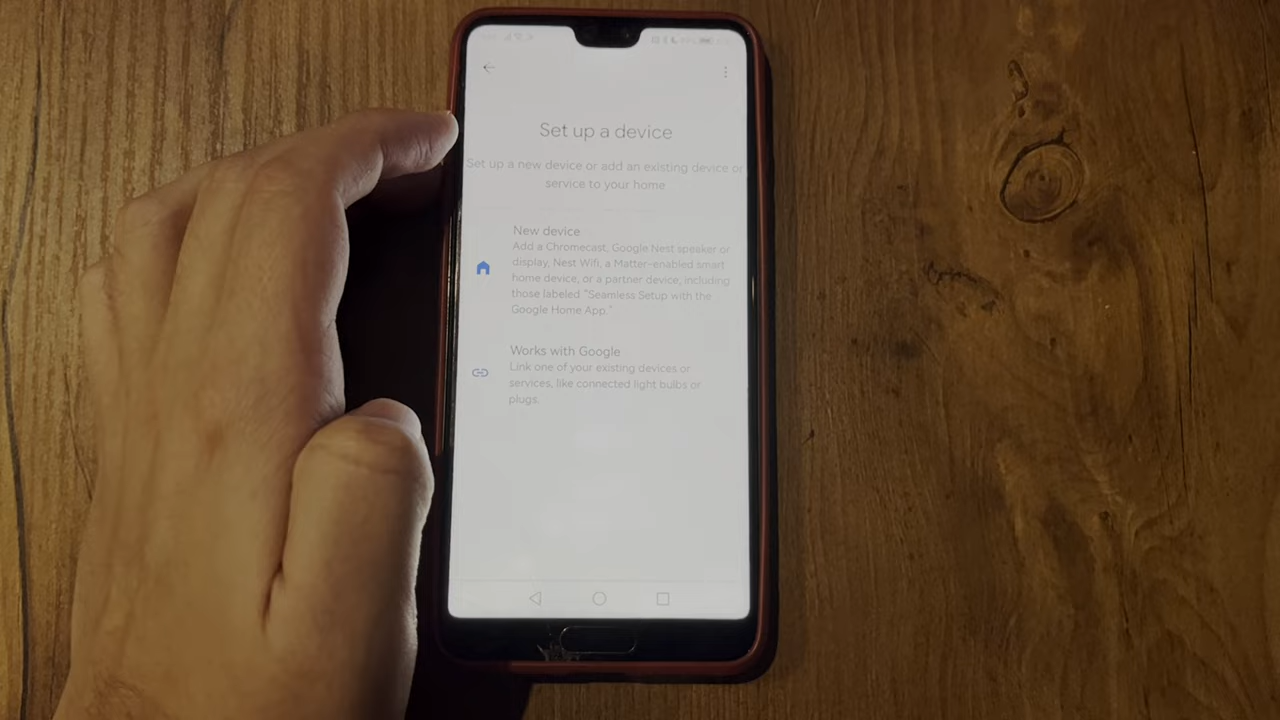 Set up a device
Set up a new device or add an existing device or
service to your home
New device
Add a Chromecast, Google Nest speaker or
display, Nest Wifi, a Matter-enabled smart
home device, or a partner device, including
those labeled "Seamless Setup with the
Google Home App."
Works with Google
Link one of your existing devices or
services, like connected light bulbs or
plugs.